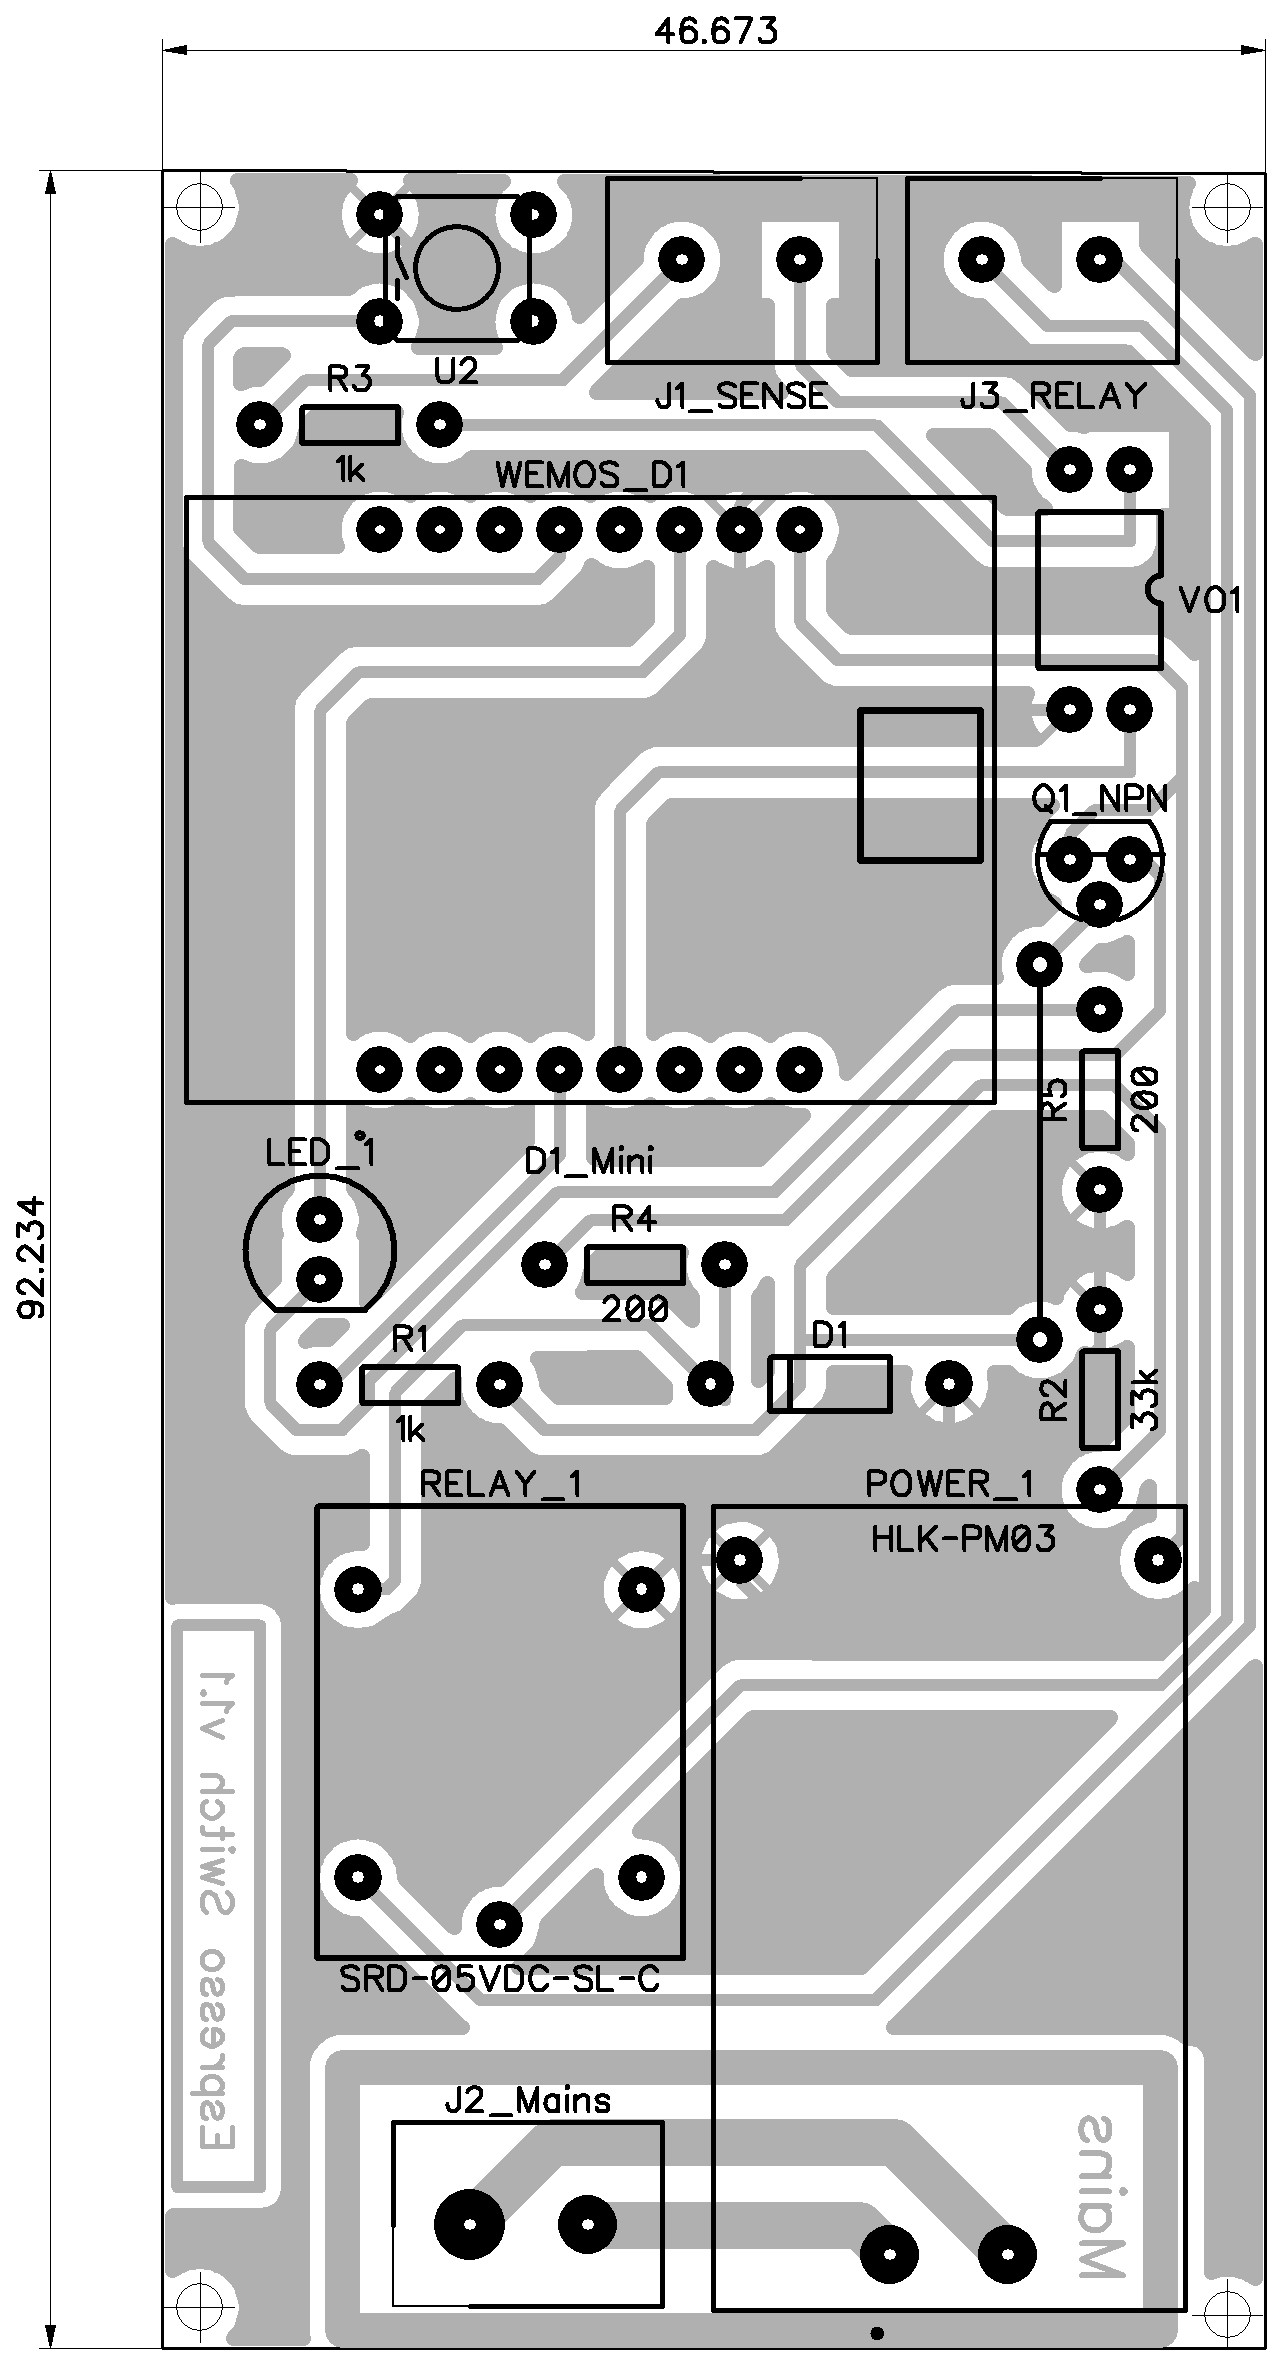 46.673
R3
U2
J1_SENSE
J3_RELAY
1k
WEMOS_D1
VO1
Q1_NPN
R5
200
LED_1
D1_Mini
R4
92.234
200
R1
D1
R2
33k
1k
RELAY_1
POWER_1
HLK-PM03
Espresso Switch v1.1
SRD-05VDC-SL-C
J2_Mains
Mains